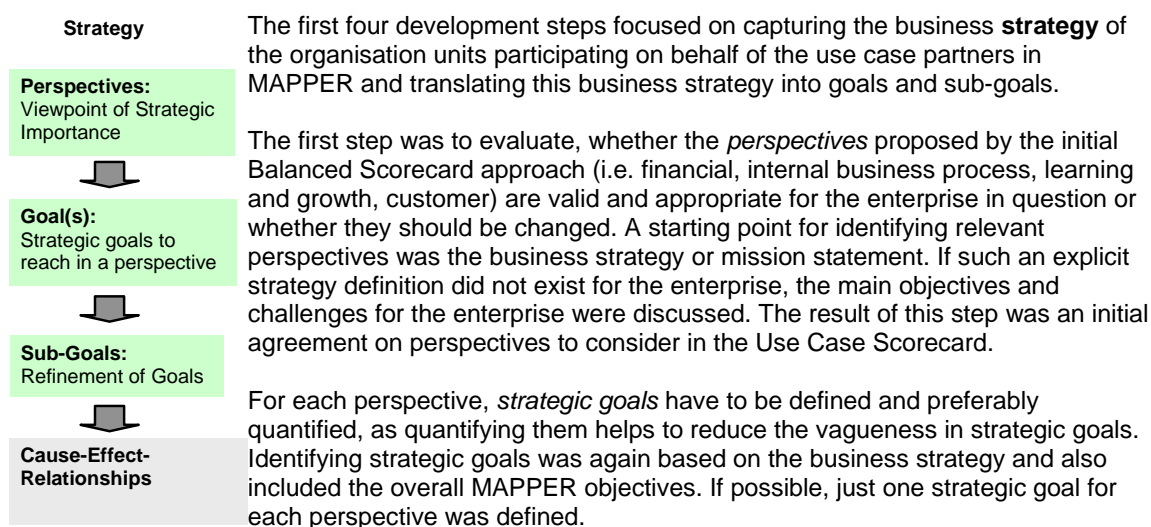 Strategy
Perspectives:
Viewpoint of Strategic
Importance
Goal(s):
Strategic goals to
reach in a perspective
Sub-Goals:
Refinement of Goals
Cause-Effect-
Relationships
The first four development steps focused on capturing the business strategy of
the organisation units participating on behalf of the use case partners in
MAPPER and translating this business strategy into goals and sub-goals.
The first step was to evaluate, whether the perspectives proposed by the initial
Balanced Scorecard approach (i.e. financial, internal business process, learning
and growth, customer) are valid and appropriate for the enterprise in question or
whether they should be changed. A starting point for identifying relevant
perspectives was the business strategy or mission statement. If such an explicit
strategy definition did not exist for the enterprise, the main objectives and
challenges for the enterprise were discussed. The result of this step was an initial
agreement on perspectives to consider in the Use Case Scorecard.
For each perspective, strategic goals have to be defined and preferably
quantified, as quantifying them helps to reduce the vagueness in strategic goals.
Identifying strategic goals was again based on the business strategy and also
included the overall MAPPER objectives. If possible, just one strategic goal for
each perspective was defined.